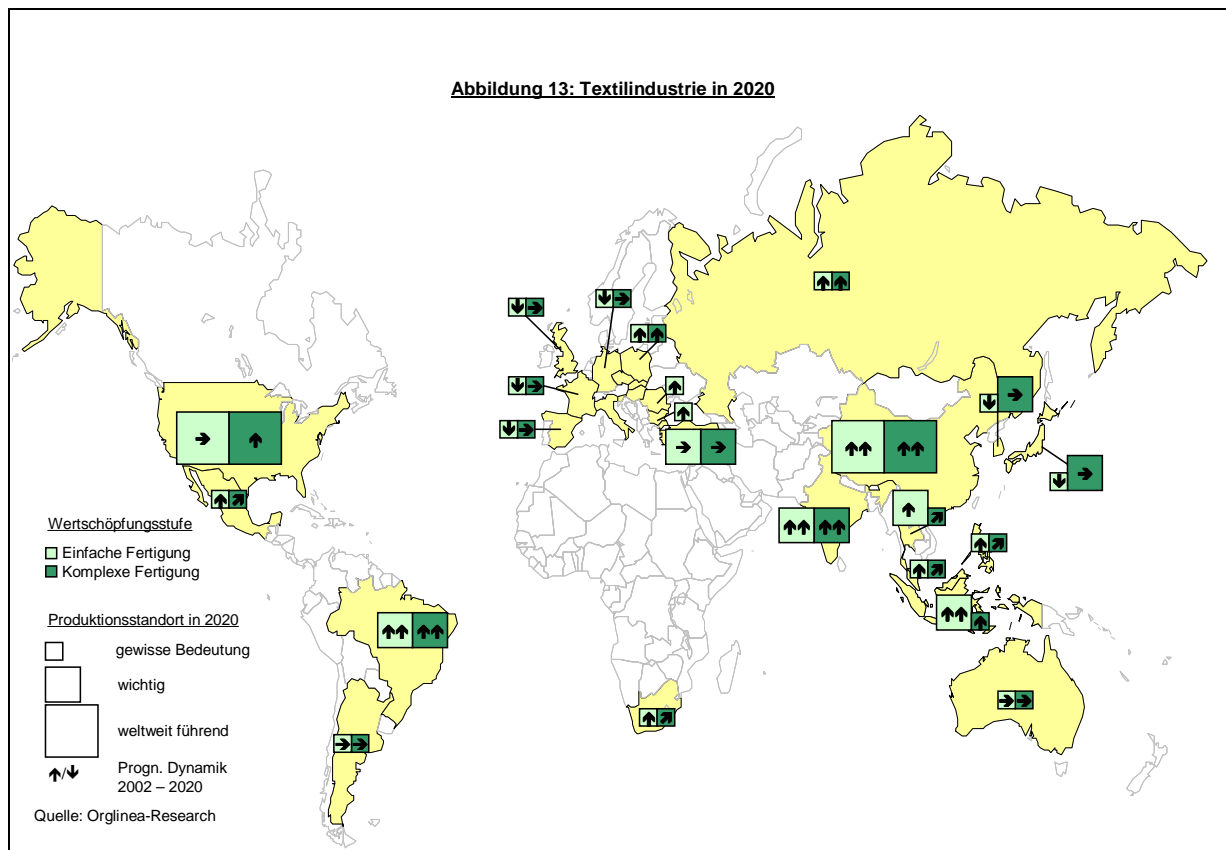 Abbildung 13: Textilindustrie in 2020
Wertschöpfungsstufe
Einfache Fertigung
Komplexe Fertigung
Produktionsstandort in 2020
gewisse Bedeutung
wichtig
weltweit führend
Progn. Dynamik
2002 – 2020
Quelle: Orglinea-Research